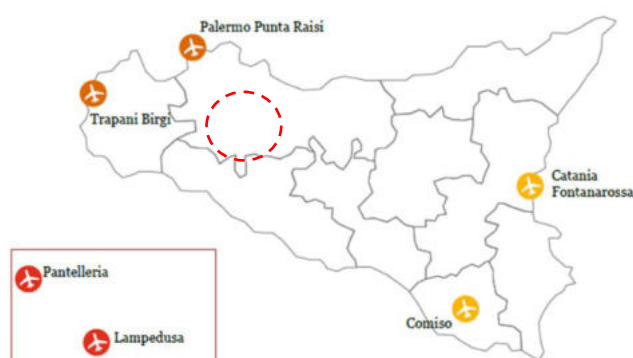 Palermo Punta Raisi
Trapani Birgi
Catania
Fontanarossa
Pantelleria
Comiso
Lampedusa